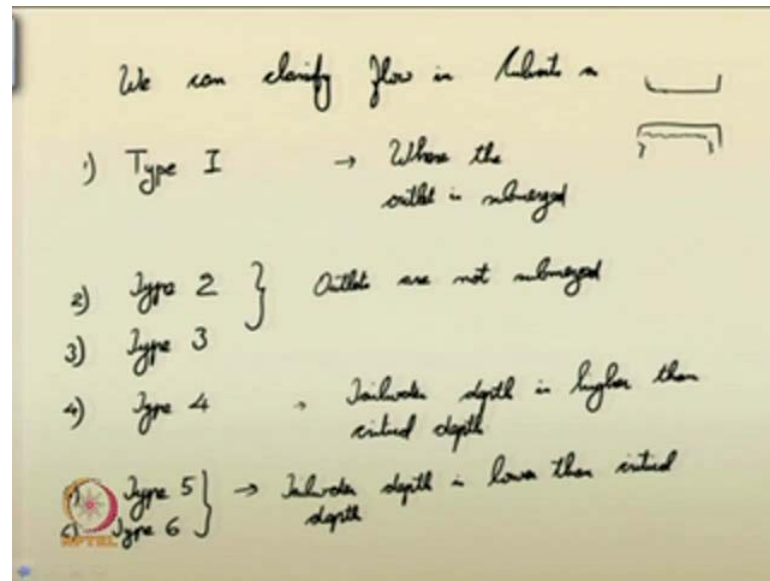 We can classify flow in Culverts as
1) Type I → Where the
outlet is submerged
2) Type 2 } Outlets are not submerged
3) Type 3
4) Type 4 → Tailwater depth is higher than
critical depth
Type 5 } → Tailwater depth is lower than critical
6) Type 6 depth
NPTEL